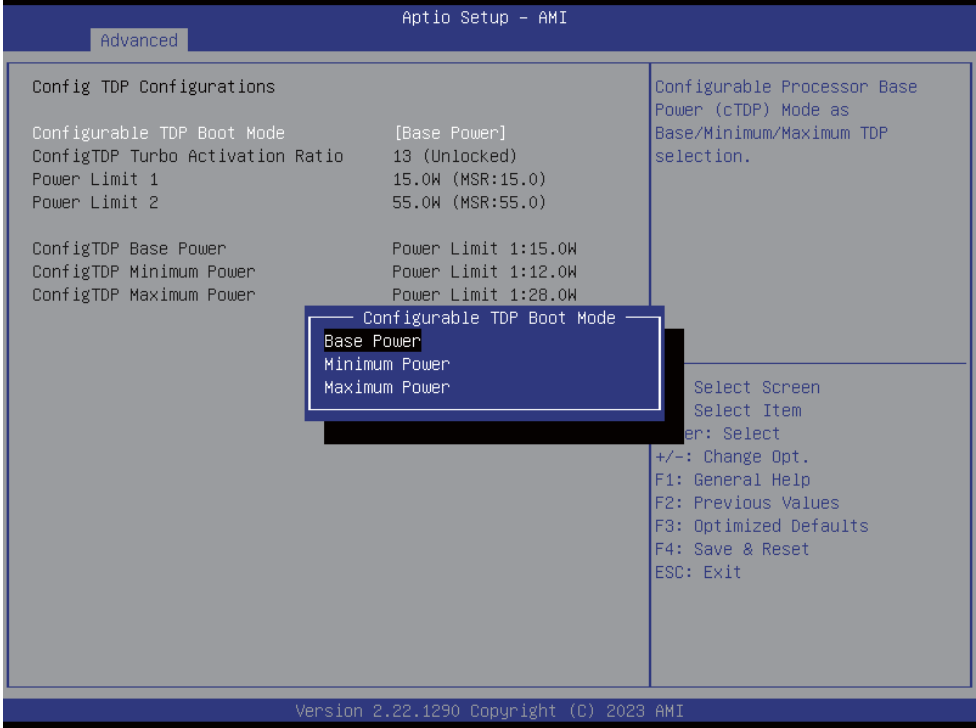 Aptio Setup – AMI
Advanced
Config TDP Configurations
Configurable TDP Boot Mode [Base Power]
ConfigTDP Turbo Activation Ratio 13 (Unlocked)
Power Limit 1 15.0W (MSR:15.0)
Power Limit 2 55.0W (MSR:55.0)
ConfigTDP Base Power Power Limit 1:15.0W
ConfigTDP Minimum Power Power Limit 1:12.0W
ConfigTDP Maximum Power Power Limit 1:28.0W
Configurable TDP Boot Mode
Base Power
Minimum Power
Maximum Power
Configurable Processor Base
Power (cTDP) Mode as
Base/Minimum/Maximum TDP
selection.
Select Screen
Select Item
er: Select
+/-: Change Opt.
F1: General Help
F2: Previous Values
F3: Optimized Defaults
F4: Save & Reset
ESC: Exit
Version 2.22.1290 Copyright (C) 2023 AMI